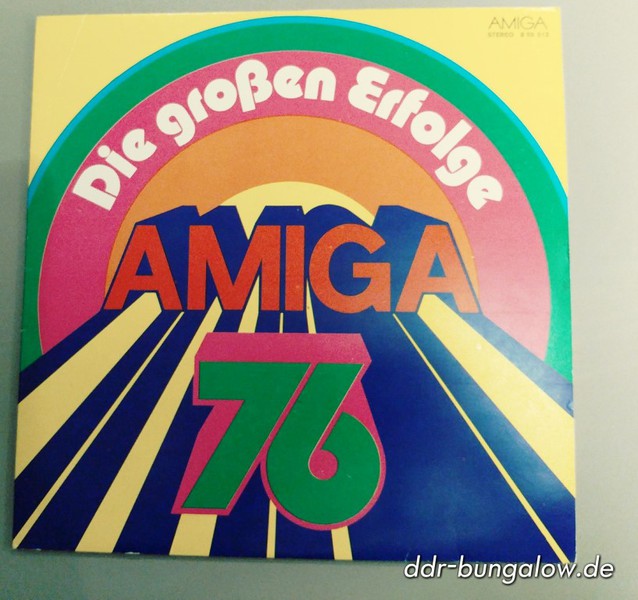 AMIGA
STEREO
Die großen Erfolge
AMIGA
76
ddr-bungalow.de